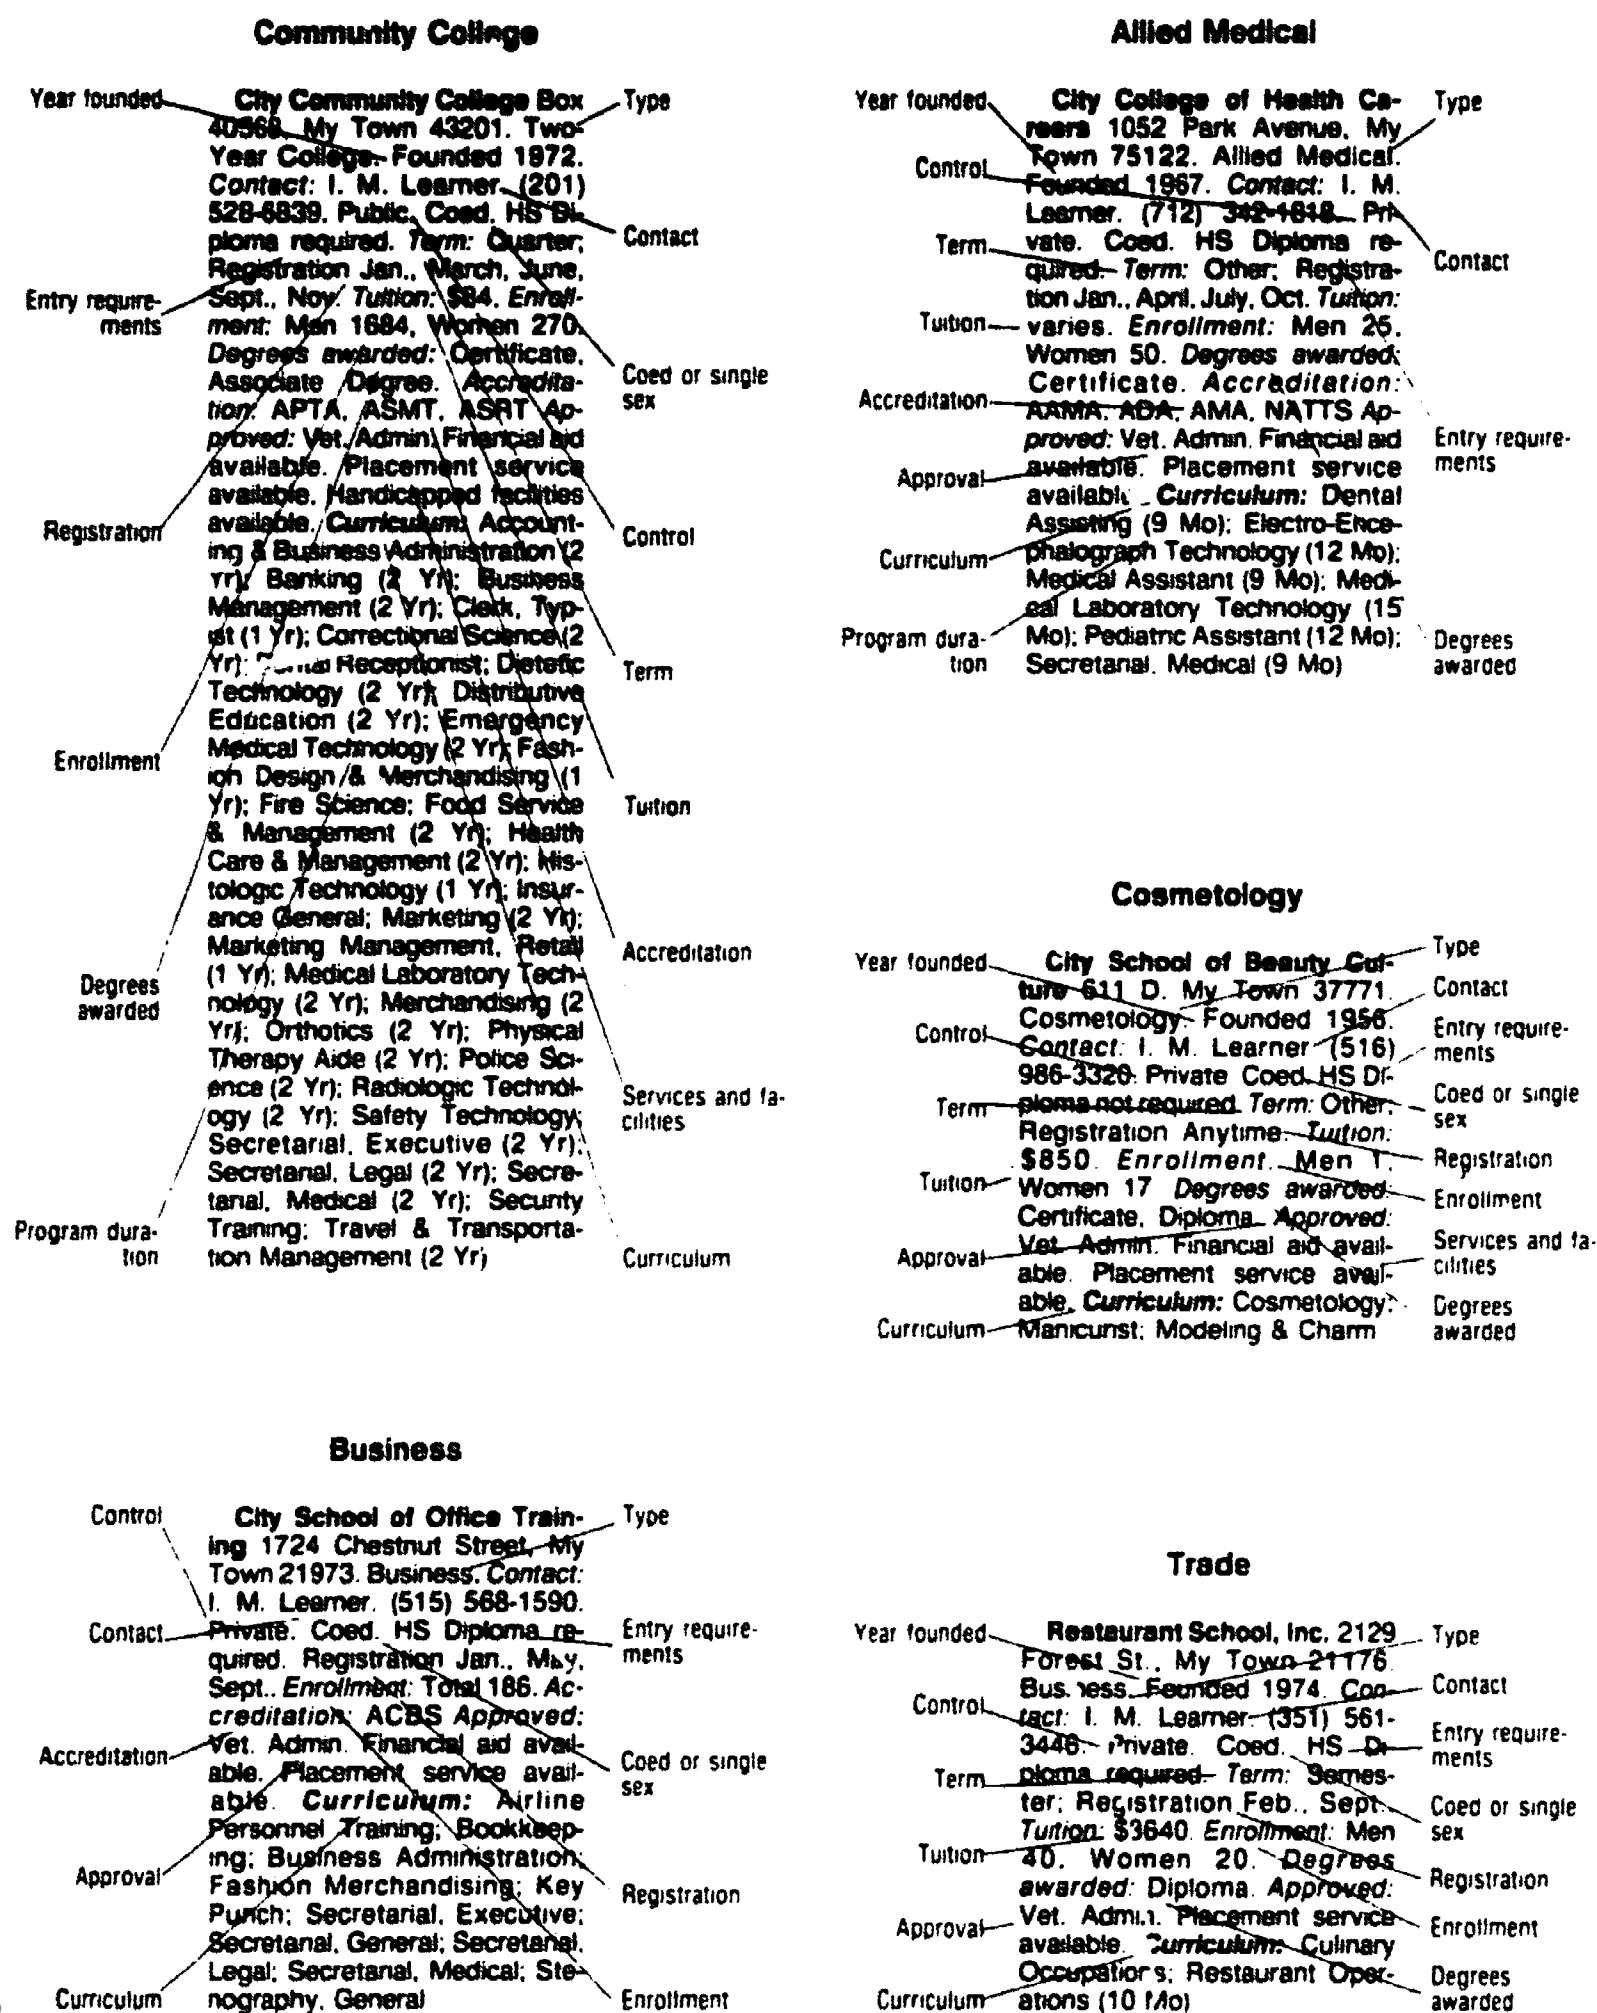 Community College
Year founded
City Community College Box
40568, My Town 43201. Two-
Year College. Founded 1972.
Contact: I. M. Learner. (201)
528-6839. Public. Coed. HS Di-
ploma required. Term: Quarter;
Registration Jan., March, June,
Sept., Nov. Tuition: $84. Enroll-
ment: Men 1684, Women 270.
Degrees awarded: Certificate,
Associate Degree. Accredita-
tion: APTA, ASMT, ASRT Ap-
proved: Vet. Admin. Financial aid
available. Placement service
available. Handicapped facilities
available. Curriculum: Account-
ing & Business Administration (2
Yr); Banking (2 Yr); Business
Management (2 Yr); Clerk, Typ-
ist (1 Yr); Correctional Science (2
Yr); Receptionist; Dietetic
Technology (2 Yr); Distributive
Education (2 Yr); Emergency
Medical Technology (2 Yr); Fash-
ion Design & Merchandising (1
Yr); Fire Science; Food Service
& Management (2 Yr); Health
Care & Management (2 Yr); His-
tologic Technology (1 Yr); Insur-
ance General; Marketing (2 Yr);
Marketing Management, Retail
(1 Yr); Medical Laboratory Tech-
nology (2 Yr); Merchandising (2
Yr); Orthotics (2 Yr); Physical
Therapy Aide (2 Yr); Police Sci-
ence (2 Yr); Radiologic Technol-
ogy (2 Yr); Safety Technology;
Secretarial, Executive (2 Yr);
Secretarial, Legal (2 Yr); Secre-
tarial, Medical (2 Yr); Security
Training; Travel & Transporta-
tion Management (2 Yr)
Entry require-
ments
Registration
Enrollment
Degrees
awarded
Program dura-
tion
Type
Contact
Coed or single
sex
Control
Term
Tuition
Accreditation
Services and fa-
cilities
Curriculum
Allied Medical
Year founded
Control
Term
Tuition
Accreditation
Approval
Curriculum
Program dura-
tion
City College of Health Ca-
reers 1052 Park Avenue, My
Town 75122. Allied Medical.
Founded 1967. Contact: I. M.
Learner. (712) 342-1818. Pri-
vate. Coed. HS Diploma re-
quired. Term: Other; Registra-
tion Jan., April, July, Oct. Tuition:
varies. Enrollment: Men 25,
Women 50. Degrees awarded:
Certificate. Accreditation:
AAMA, ADA, AMA, NATTS Ap-
proved: Vet. Admin. Financial aid
available. Placement service
available. Curriculum: Dental
Assisting (9 Mo); Electro-Ence-
phalograph Technology (12 Mo);
Medical Assistant (9 Mo); Medi-
cal Laboratory Technology (15
Mo); Pediatric Assistant (12 Mo);
Secretarial, Medical (9 Mo)
Type
Contact
Entry require-
ments
Degrees
awarded
Cosmetology
Year founded
Control
Term
Tuition
Approval
Curriculum
City School of Beauty Cul-
ture 611 D. My Town 37771.
Cosmetology. Founded 1956.
Contact: I. M. Learner (516)
986-3320. Private Coed. HS Di-
ploma not required. Term: Other;
Registration Anytime. Tuition:
$850. Enrollment. Men 1,
Women 17 Degrees awarded:
Certificate, Diploma. Approved:
Vet. Admin. Financial aid avail-
able. Placement service avail-
able. Curriculum: Cosmetology;
Manicurist; Modeling & Charm
Type
Contact
Entry require-
ments
Coed or single
sex
Registration
Enrollment
Services and fa-
cilities
Degrees
awarded
Business
Control
Contact
Accreditation
Approval
Curriculum
City School of Office Train-
ing 1724 Chestnut Street, My
Town 21973. Business. Contact:
I. M. Learner. (515) 568-1590.
Private. Coed. HS Diploma re-
quired. Registration Jan., May,
Sept.. Enrollment: Total 186. Ac-
creditation: ACBS Approved:
Vet. Admin. Financial aid avail-
able. Placement service avail-
able. Curriculum: Airline
Personnel Training; Bookkeep-
ing; Business Administration;
Fashion Merchandising; Key
Punch; Secretarial, Executive;
Secretarial, General; Secretarial,
Legal; Secretarial, Medical; Ste-
nography, General
Type
Entry require-
ments
Coed or single
sex
Registration
Enrollment
Trade
Year founded
Control
Term
Tuition
Approval
Curriculum
Restaurant School, Inc. 2129
Forest St., My Town 21176.
Business. Founded 1974. Con-
tact: I. M. Learner. (351) 561-
3446. Private. Coed. HS Di-
ploma required. Term: Semes-
ter; Registration Feb., Sept..
Tuition: $3640. Enrollment: Men
40, Women 20. Degrees
awarded: Diploma. Approved:
Vet. Admin. Placement service
available. Curriculum: Culinary
Occupations; Restaurant Oper-
ations (10 Mo)
Type
Contact
Entry require-
ments
Coed or single
sex
Registration
Enrollment
Degrees
awarded